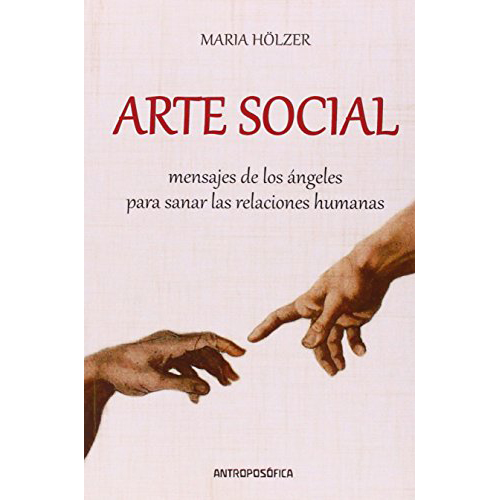 MARIA HÖLZER
ARTE SOCIAL
mensajes de los ángeles
para sanar las relaciones humanas
ANTROPOSÓFICA